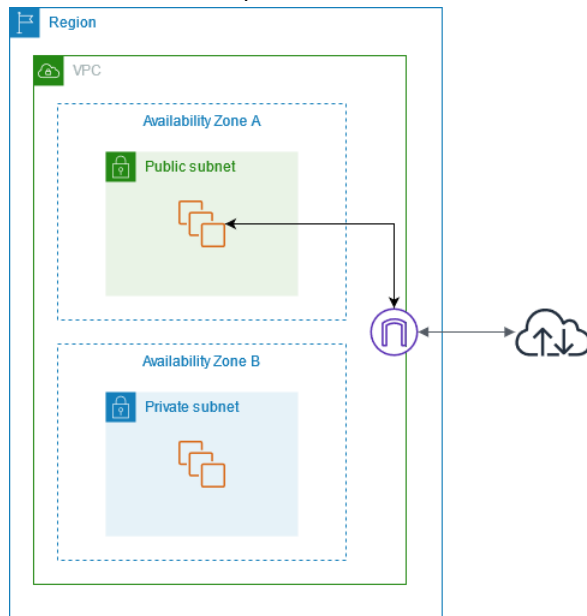 Region
VPC
Availability Zone A
Public subnet
Availability Zone B
Private subnet